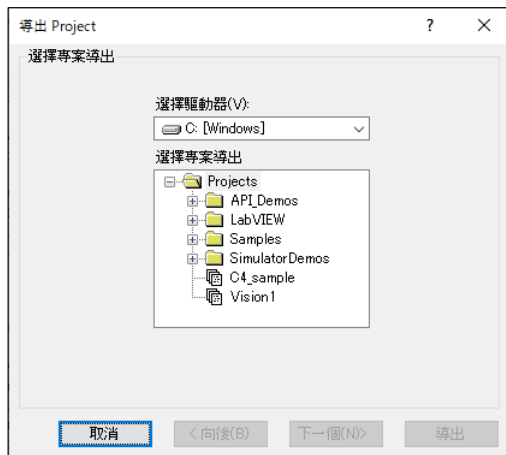 導出 Project
選擇專案導出
選擇驅動器(V):
C: [Windows]
選擇專案導出
Projects
API_Demos
LabVIEW
Samples
SimulatorDemos
C4_sample
Vision1
取消
< 向後(B)
下一個(N)>
導出